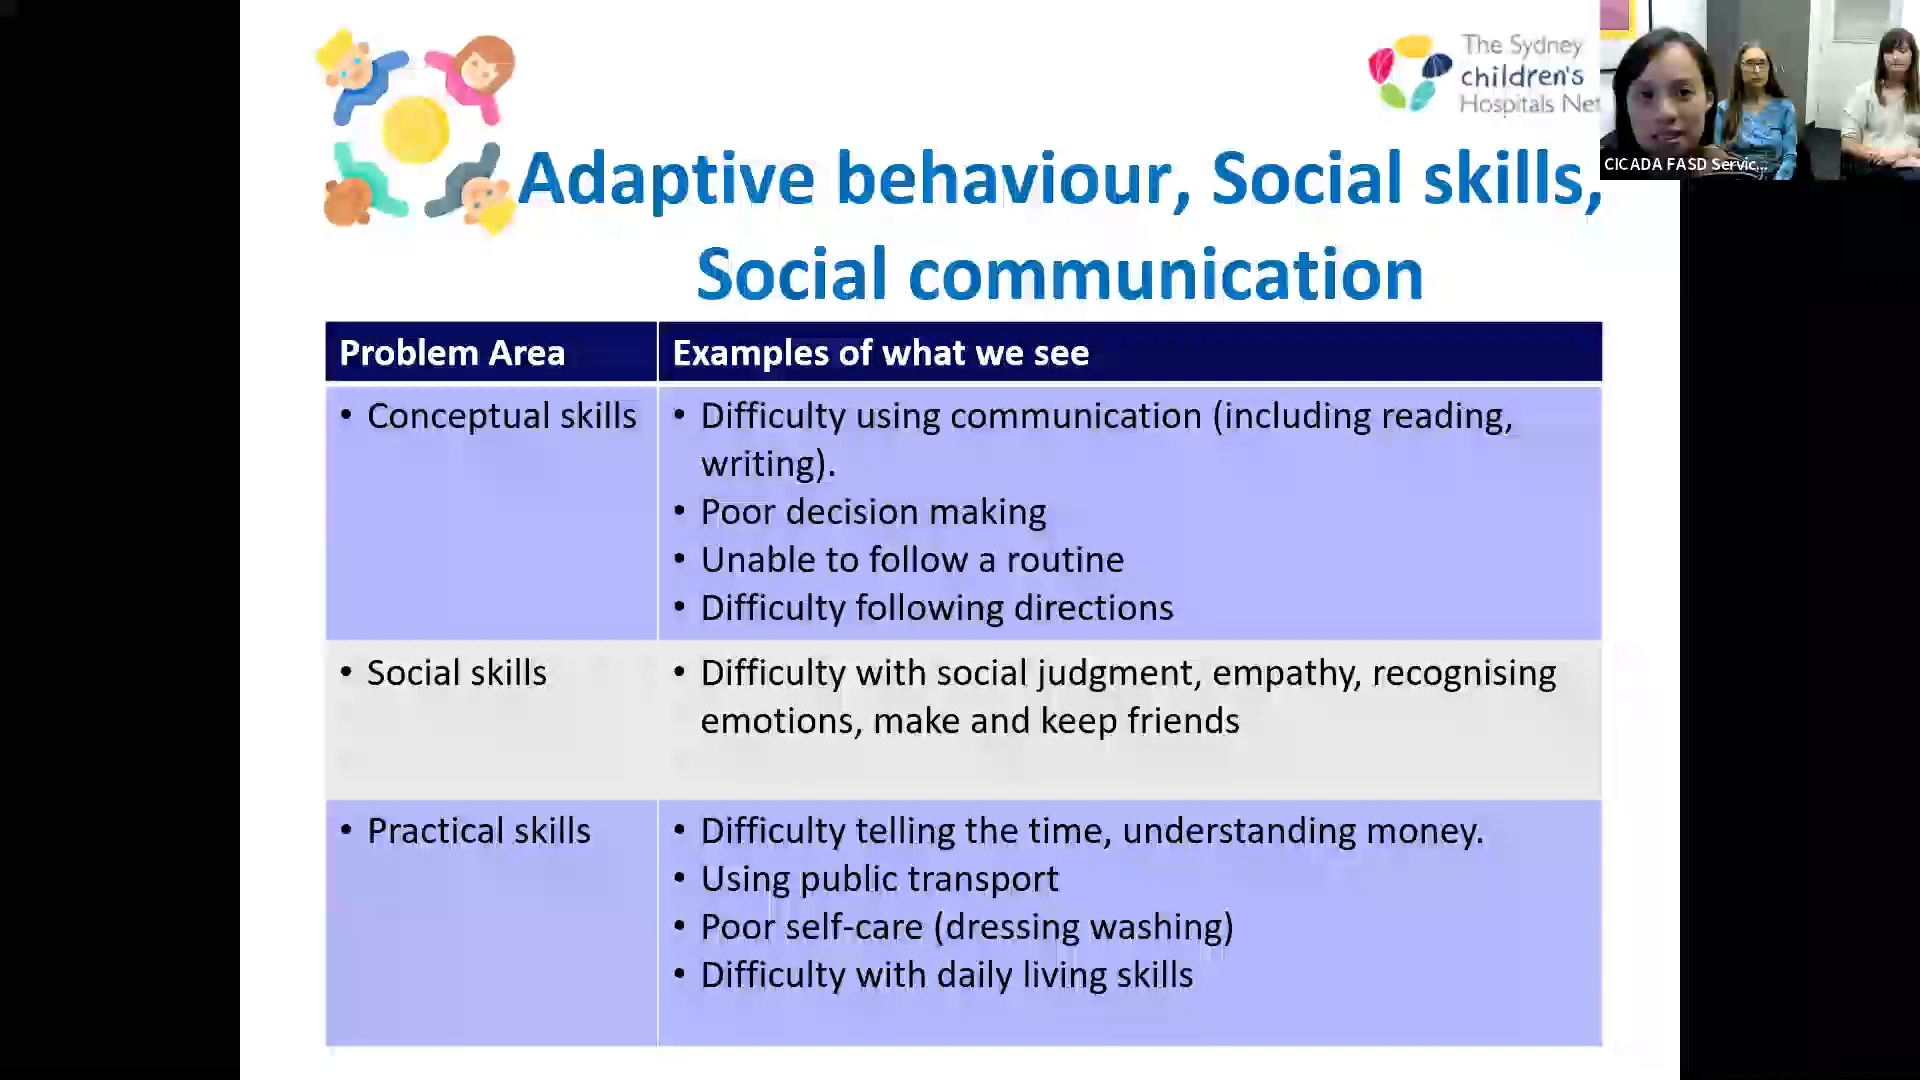 The Sydney
children's
Hospitals Net
CICADA FASD Servic...
Adaptive behaviour, Social skills,
Social communication
Problem Area
Examples of what we see
• Conceptual skills
• Difficulty using communication (including reading,
writing).
• Poor decision making
• Unable to follow a routine
• Difficulty following directions
• Social skills
• Difficulty with social judgment, empathy, recognising
emotions, make and keep friends
• Practical skills
• Difficulty telling the time, understanding money.
• Using public transport
• Poor self-care (dressing washing)
• Difficulty with daily living skills